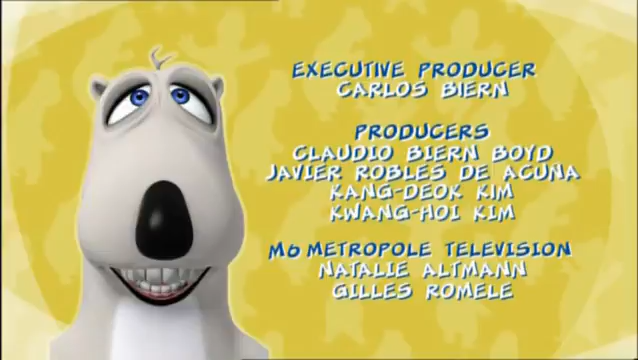 EXECUTIVE PRODUCER
CARLOS BIERN
PRODUCERS
CLAUDIO BIERN BOYD
JAVIER ROBLES DE ACUÑA
KANG-DEOK KIM
KWANG-HOI KIM
M6 METROPOLE TELEVISION
NATALIE ALTMANN
GILLES ROMELE